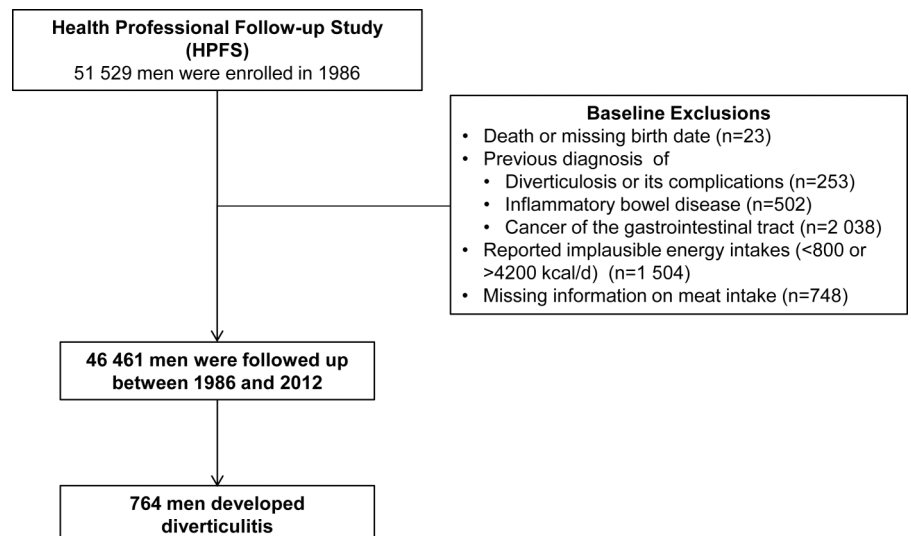 Health Professional Follow-up Study
(HPFS)
51 529 men were enrolled in 1986
Baseline Exclusions
• Death or missing birth date (n=23)
• Previous diagnosis of
• Diverticulosis or its complications (n=253)
• Inflammatory bowel disease (n=502)
• Cancer of the gastrointestinal tract (n=2 038)
• Reported implausible energy intakes (<800 or
>4200 kcal/d) (n=1 504)
• Missing information on meat intake (n=748)
46 461 men were followed up
between 1986 and 2012
764 men developed
diverticulitis